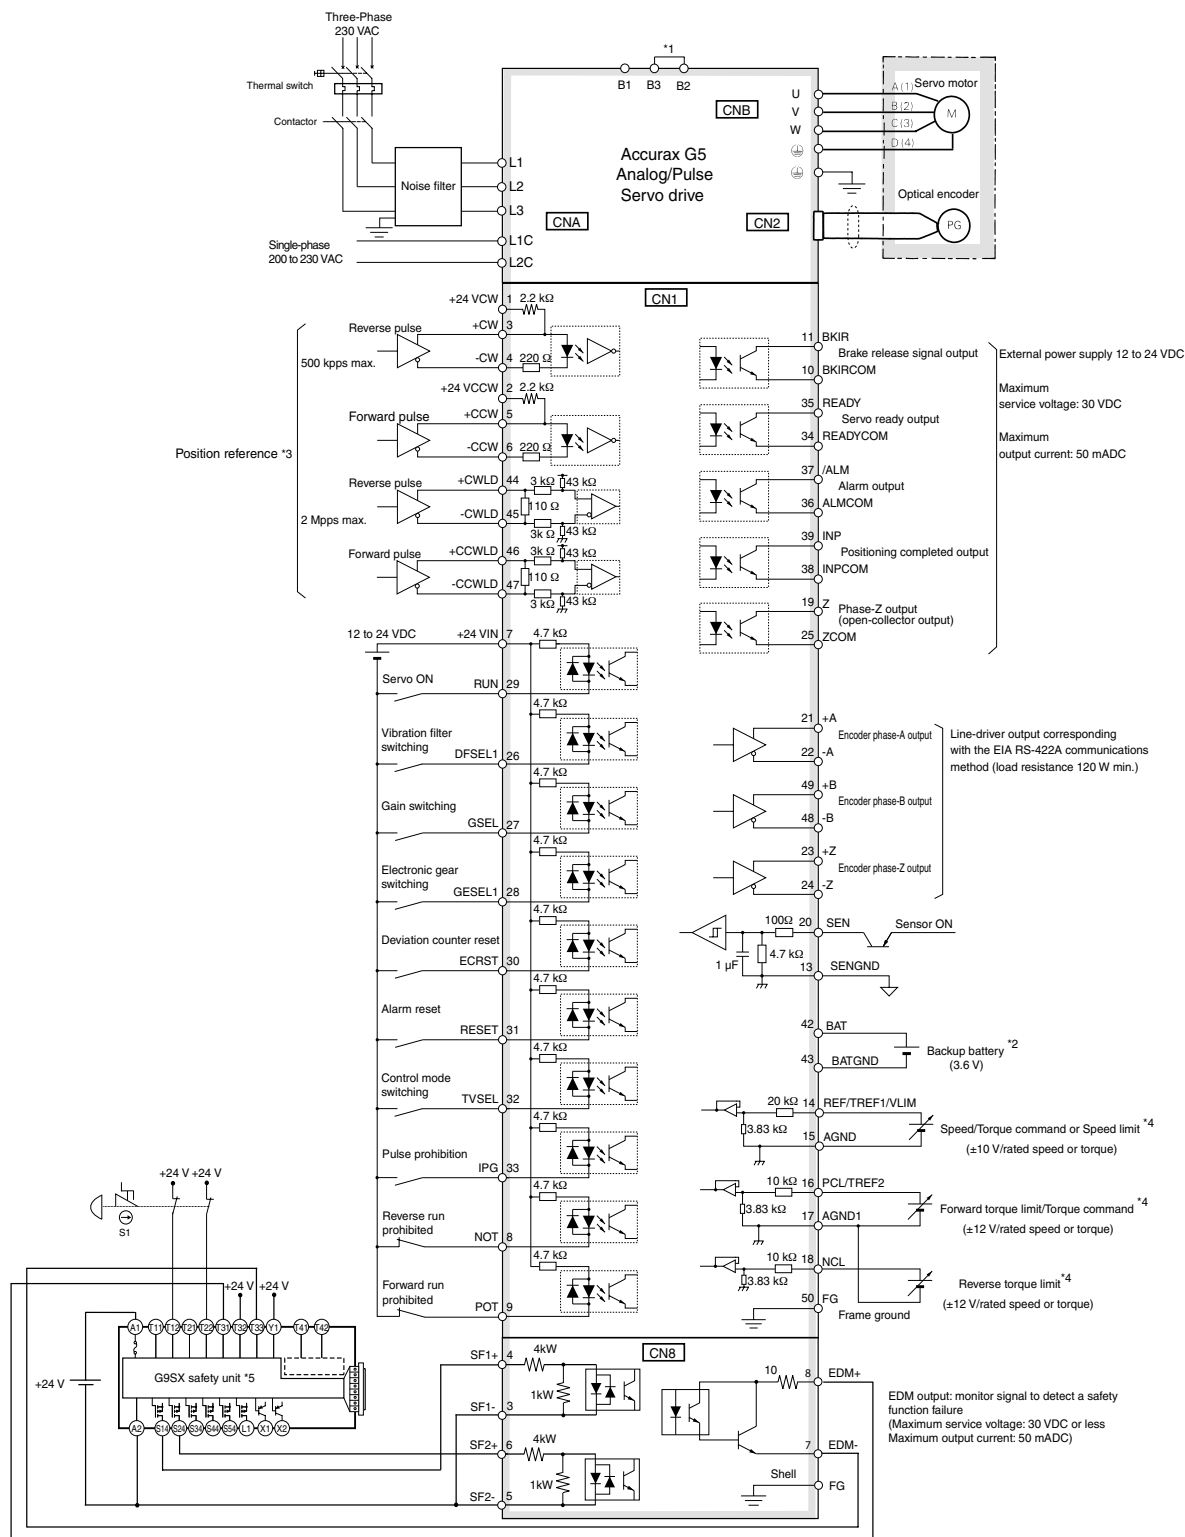 Three-Phase
230 VAC
Thermal switch
Contactor
Noise filter
L1
L2
L3
Single-phase
200 to 230 VAC
L1C
L2C
CNA
*1
B1 B3 B2
CNB
Accurax G5
Analog/Pulse
Servo drive
CN2
U
V
W
A (1)
B (2)
C (3)
D (4)
Servo motor
M
Optical encoder
PG
CN1
+24 VCW 1 2.2 kΩ
Reverse pulse
+CW 3
-CW 4 220 Ω
500 kpps max.
+24 VCCW 2 2.2 kΩ
Forward pulse
+CCW 5
-CCW 6 220 Ω
Position reference *3
Reverse pulse
+CWLD 44 3 kΩ 43 kΩ
110 Ω
-CWLD 45 3k Ω 43 kΩ
2 Mpps max.
Forward pulse
+CCWLD 46 3k Ω 43 kΩ
110 Ω
-CCWLD 47 3 kΩ 43 kΩ
12 to 24 VDC
+24 VIN 7 4.7 kΩ
Servo ON
RUN 29
4.7 kΩ
Vibration filter
switching
DFSEL1 26
4.7 kΩ
Gain switching
GSEL 27
4.7 kΩ
Electronic gear
switching
GESEL1 28
4.7 kΩ
Deviation counter reset
ECRST 30
4.7 kΩ
Alarm reset
RESET 31
4.7 kΩ
Control mode
switching
TVSEL 32
4.7 kΩ
Pulse prohibition
IPG 33
4.7 kΩ
Reverse run
prohibited
NOT 8
4.7 kΩ
Forward run
prohibited
POT 9
11 BKIR
Brake release signal output
10 BKIRCOM
35 READY
Servo ready output
34 READYCOM
37 /ALM
Alarm output
36 ALMCOM
39 INP
Positioning completed output
38 INPCOM
19 Z
Phase-Z output
(open-collector output)
25 ZCOM
External power supply 12 to 24 VDC
Maximum
service voltage: 30 VDC
Maximum
output current: 50 mADC
21 +A
Encoder phase-A output
22 -A
49 +B
Encoder phase-B output
48 -B
23 +Z
Encoder phase-Z output
24 -Z
Line-driver output corresponding
with the EIA RS-422A communications
method (load resistance 120 W min.)
100Ω 20 SEN Sensor ON
1 µF 4.7 kΩ
13 SENGND
42 BAT
Backup battery *2
(3.6 V)
43 BATGND
20 kΩ 14 REF/TREF1/VLIM
3.83 kΩ
15 AGND
Speed/Torque command or Speed limit *4
(±10 V/rated speed or torque)
10 kΩ 16 PCL/TREF2
3.83 kΩ
17 AGND1
Forward torque limit/Torque command *4
(±12 V/rated speed or torque)
10 kΩ 18 NCL
3.83 kΩ
Reverse torque limit*4
(±12 V/rated speed or torque)
50 FG
Frame ground
+24 V +24 V
S1
+24 V +24 V
A1 T11 T12 T21 T22 T31 T32 T33 Y1 T41 T42
+24 V
G9SX safety unit *5
A2 S14 S24 S34 S44 S54 L1 X1 X2
CN8
SF1+ 4 4kW
1kW
SF1- 3
SF2+ 6 4kW
1kW
SF2- 5
10 8 EDM+
7 EDM-
Shell
FG
EDM output: monitor signal to detect a safety
function failure
(Maximum service voltage: 30 VDC or less
Maximum output current: 50 mADC)